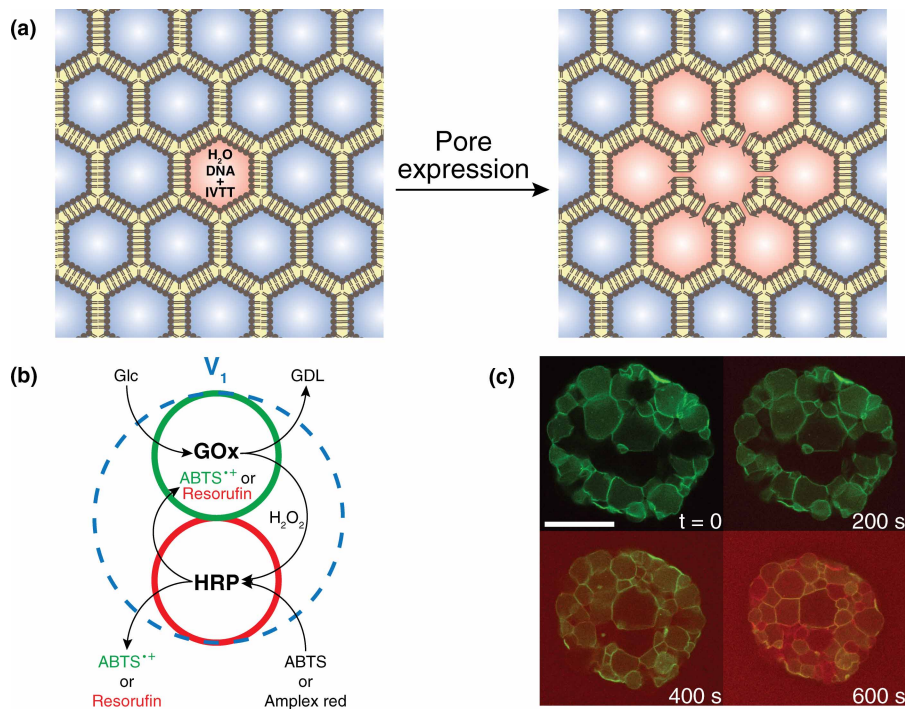 (a)
H₂O
DNA
+
IVTT
Pore
expression
(b)
V₁
Glc
GDL
GOx
ABTS•+ or
Resorufin
H₂O₂
HRP
ABTS•+
or
Resorufin
ABTS
or
Amplex red
(c)
t = 0
200 s
400 s
600 s